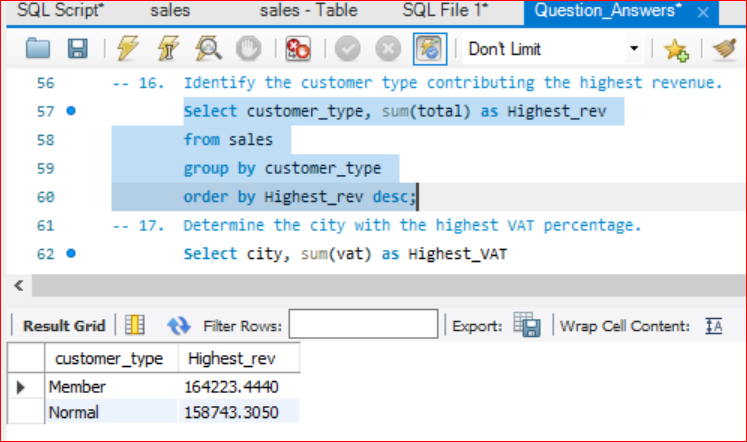 SQL Script* sales sales - Table SQL File 1* Question_Answers* ×
Don't Limit
56 -- 16. Identify the customer type contributing the highest revenue.
57 Select customer_type, sum(total) as Highest_rev
58 from sales
59 group by customer_type
60 order by Highest_rev desc;
61 -- 17. Determine the city with the highest VAT percentage.
62 Select city, sum(vat) as Highest_VAT
Result Grid Filter Rows: Export: Wrap Cell Content: IA
customer_type Highest_rev
Member 164223.4440
Normal 158743.3050